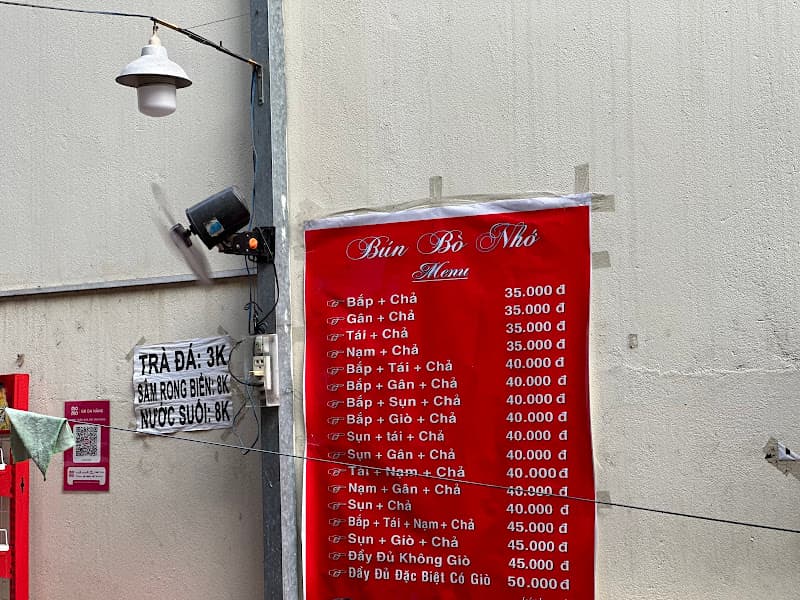 Bún Bò Nhớ
Menu
Bắp + Chả 35.000 đ
Gân + Chả 35.000 đ
Tái + Chả 35.000 đ
Nạm + Chả 35.000 đ
Bắp + Tái + Chả 40.000 đ
Bắp + Gân + Chả 40.000 đ
Bắp + Sụn + Chả 40.000 đ
Bắp + Giò + Chả 40.000 đ
Sụn + tái + Chả 40.000 đ
Sụn + Gân + Chả 40.000 đ
Tái + Nạm + Chả 40.000 đ
Nạm + Gân + Chả 40.000 đ
Sụn + Chả 40.000 đ
Bắp + Tái + Nạm + Chả 45.000 đ
Sụn + Giò + Chả 45.000 đ
Đầy Đủ Không Giò 45.000 đ
Đầy Đủ Đặc Biệt Có Giò 50.000 đ
TRÀ ĐÁ: 3K
SÂM RONG BIỂN: 8K
NƯỚC SUỐI: 8K